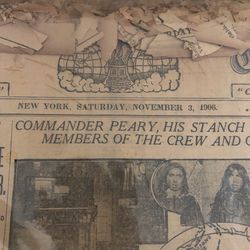 NEW YORK, SATURDAY, NOVEMBER 3, 1906.
COMMANDER PEARY, HIS STANCH
MEMBERS OF THE CREW AND